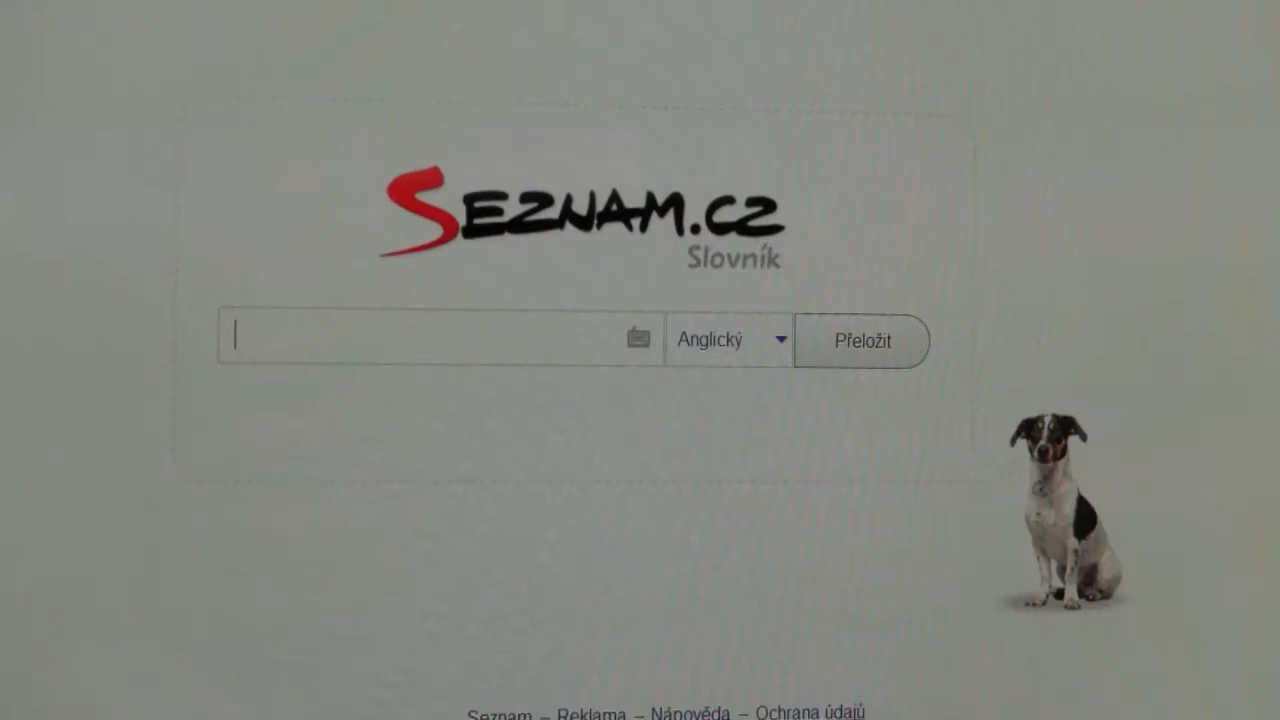 SEZNAM.CZ
Slovník
Anglický Přeložit
Seznam – Reklama – Nápověda – Ochrana údajů